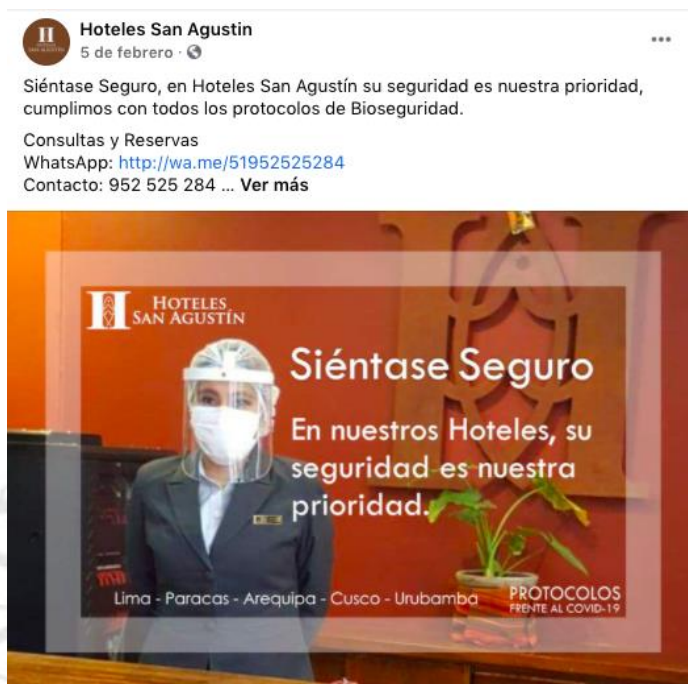 Hoteles San Agustin
5 de febrero
Siéntase Seguro, en Hoteles San Agustín su seguridad es nuestra prioridad,
cumplimos con todos los protocolos de Bioseguridad.
Consultas y Reservas
WhatsApp: http://wa.me/51952525284
Contacto: 952 525 284 ... Ver más
HOTELES
SAN AGUSTÍN
Siéntase Seguro
En nuestros Hoteles, su
seguridad es nuestra
prioridad.
Lima - Paracas - Arequipa - Cusco - Urubamba
PROTOCOLOS
FRENTE AL COVID-19